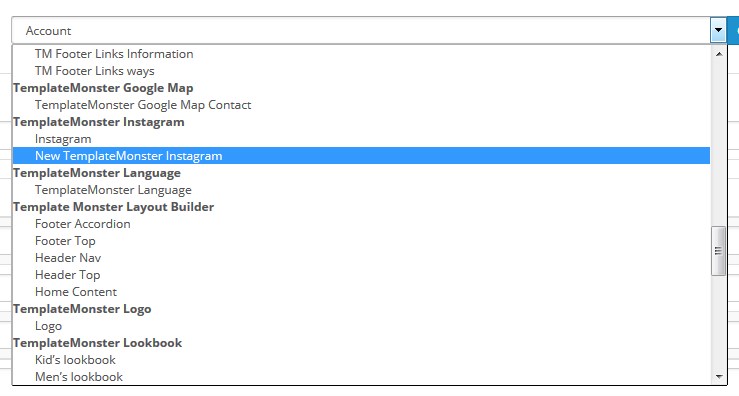 Account
TM Footer Links Information
TM Footer Links ways
TemplateMonster Google Map
TemplateMonster Google Map Contact
TemplateMonster Instagram
Instagram
New TemplateMonster Instagram
TemplateMonster Language
TemplateMonster Language
Template Monster Layout Builder
Footer Accordion
Footer Top
Header Nav
Header Top
Home Content
TemplateMonster Logo
Logo
TemplateMonster Lookbook
Kid's lookbook
Men's lookbook